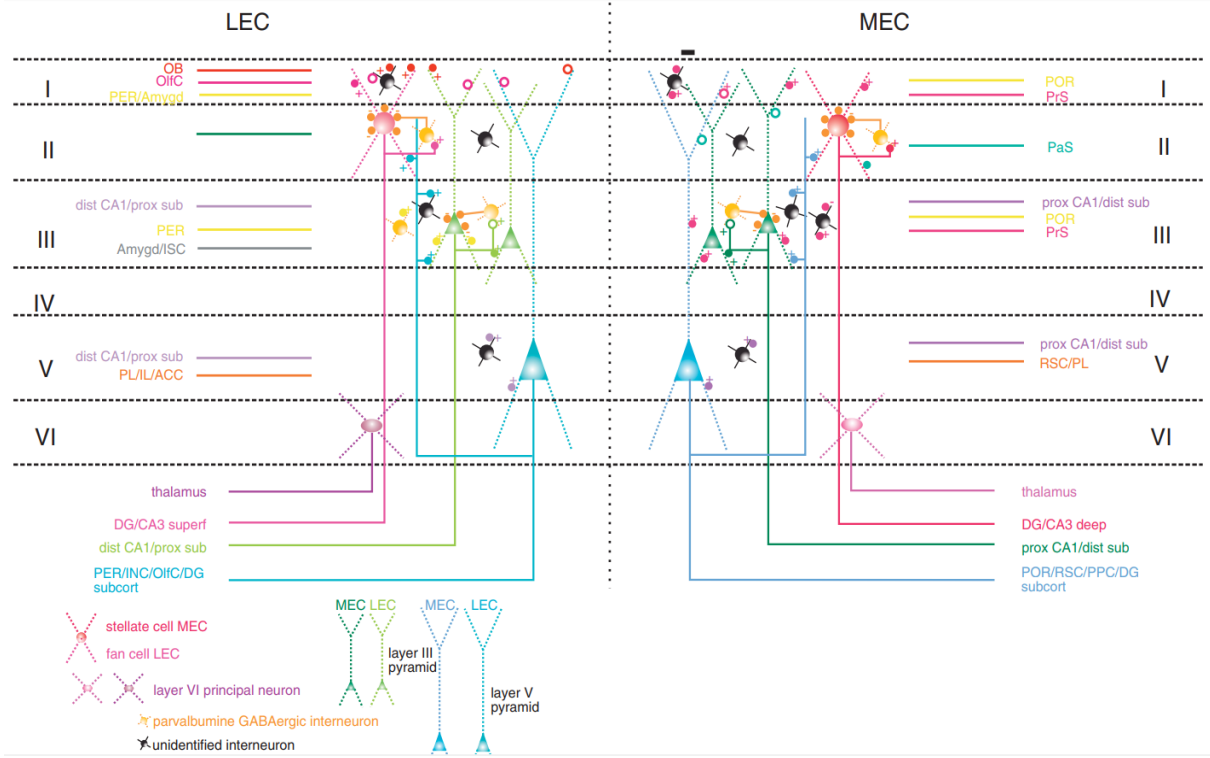 LEC
MEC
OB
OlfC
PER/Amygd
I
POR
PrS
I
II
PaS
II
dist CA1/prox sub
PER
Amygd/ISC
III
prox CA1/dist sub
POR
PrS
III
IV
IV
dist CA1/prox sub
PL/IL/ACC
V
prox CA1/dist sub
RSC/PL
V
VI
VI
thalamus
DG/CA3 superf
dist CA1/prox sub
PER/INC/OlfC/DG
subcort
thalamus
DG/CA3 deep
prox CA1/dist sub
POR/RSC/PPC/DG
subcort
stellate cell MEC
fan cell LEC
layer VI principal neuron
parvalbumine GABAergic interneuron
unidentified interneuron
MEC LEC
layer III
pyramid
MEC LEC
layer V
pyramid